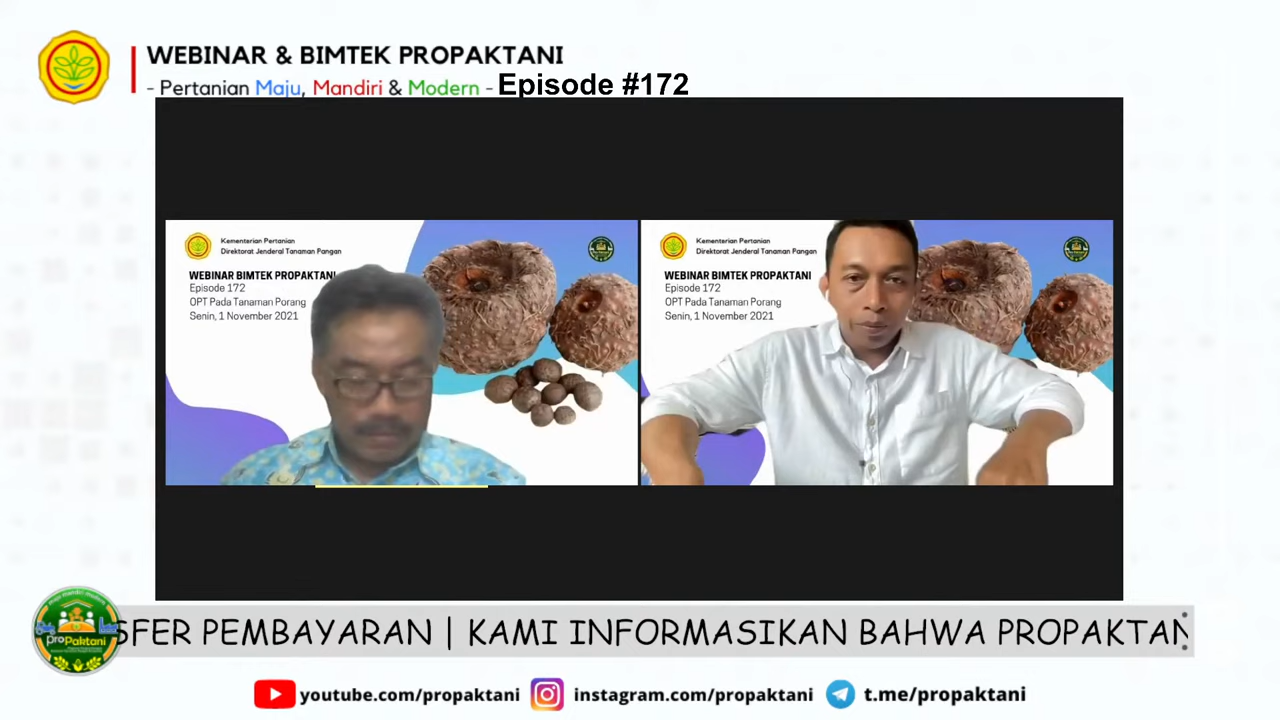 WEBINAR & BIMTEK PROPAKTANI
- Pertanian Maju, Mandiri & Modern - Episode #172
Kementerian Pertanian
Direktorat Jenderal Tanaman Pangan
WEBINAR BIMTEK PROPAKTANI
Episode 172
OPT Pada Tanaman Porang
Senin, 1 November 2021
Kementerian Pertanian
Direktorat Jenderal Tanaman Pangan
WEBINAR BIMTEK PROPAKTANI
Episode 172
OPT Pada Tanaman Porang
Senin, 1 November 2021
proPaktani
SFER PEMBAYARAN | KAMI INFORMASIKAN BAHWA PROPAKTAN
youtube.com/propaktani instagram.com/propaktani t.me/propaktani